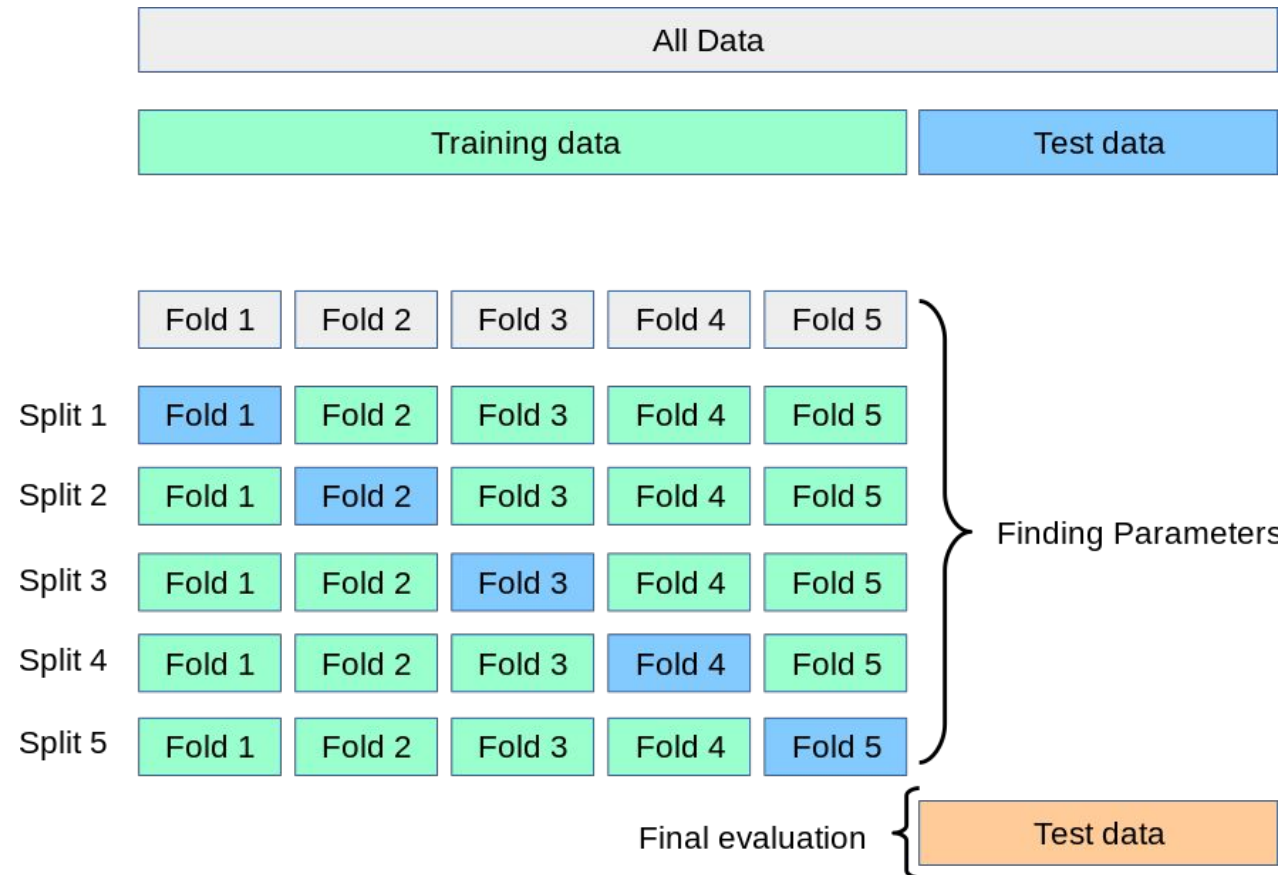 All Data
Training data Test data
Fold 1 Fold 2 Fold 3 Fold 4 Fold 5
Split 1 Fold 1 Fold 2 Fold 3 Fold 4 Fold 5
Split 2 Fold 1 Fold 2 Fold 3 Fold 4 Fold 5
Finding Parameters
Split 3 Fold 1 Fold 2 Fold 3 Fold 4 Fold 5
Split 4 Fold 1 Fold 2 Fold 3 Fold 4 Fold 5
Split 5 Fold 1 Fold 2 Fold 3 Fold 4 Fold 5
Final evaluation Test data